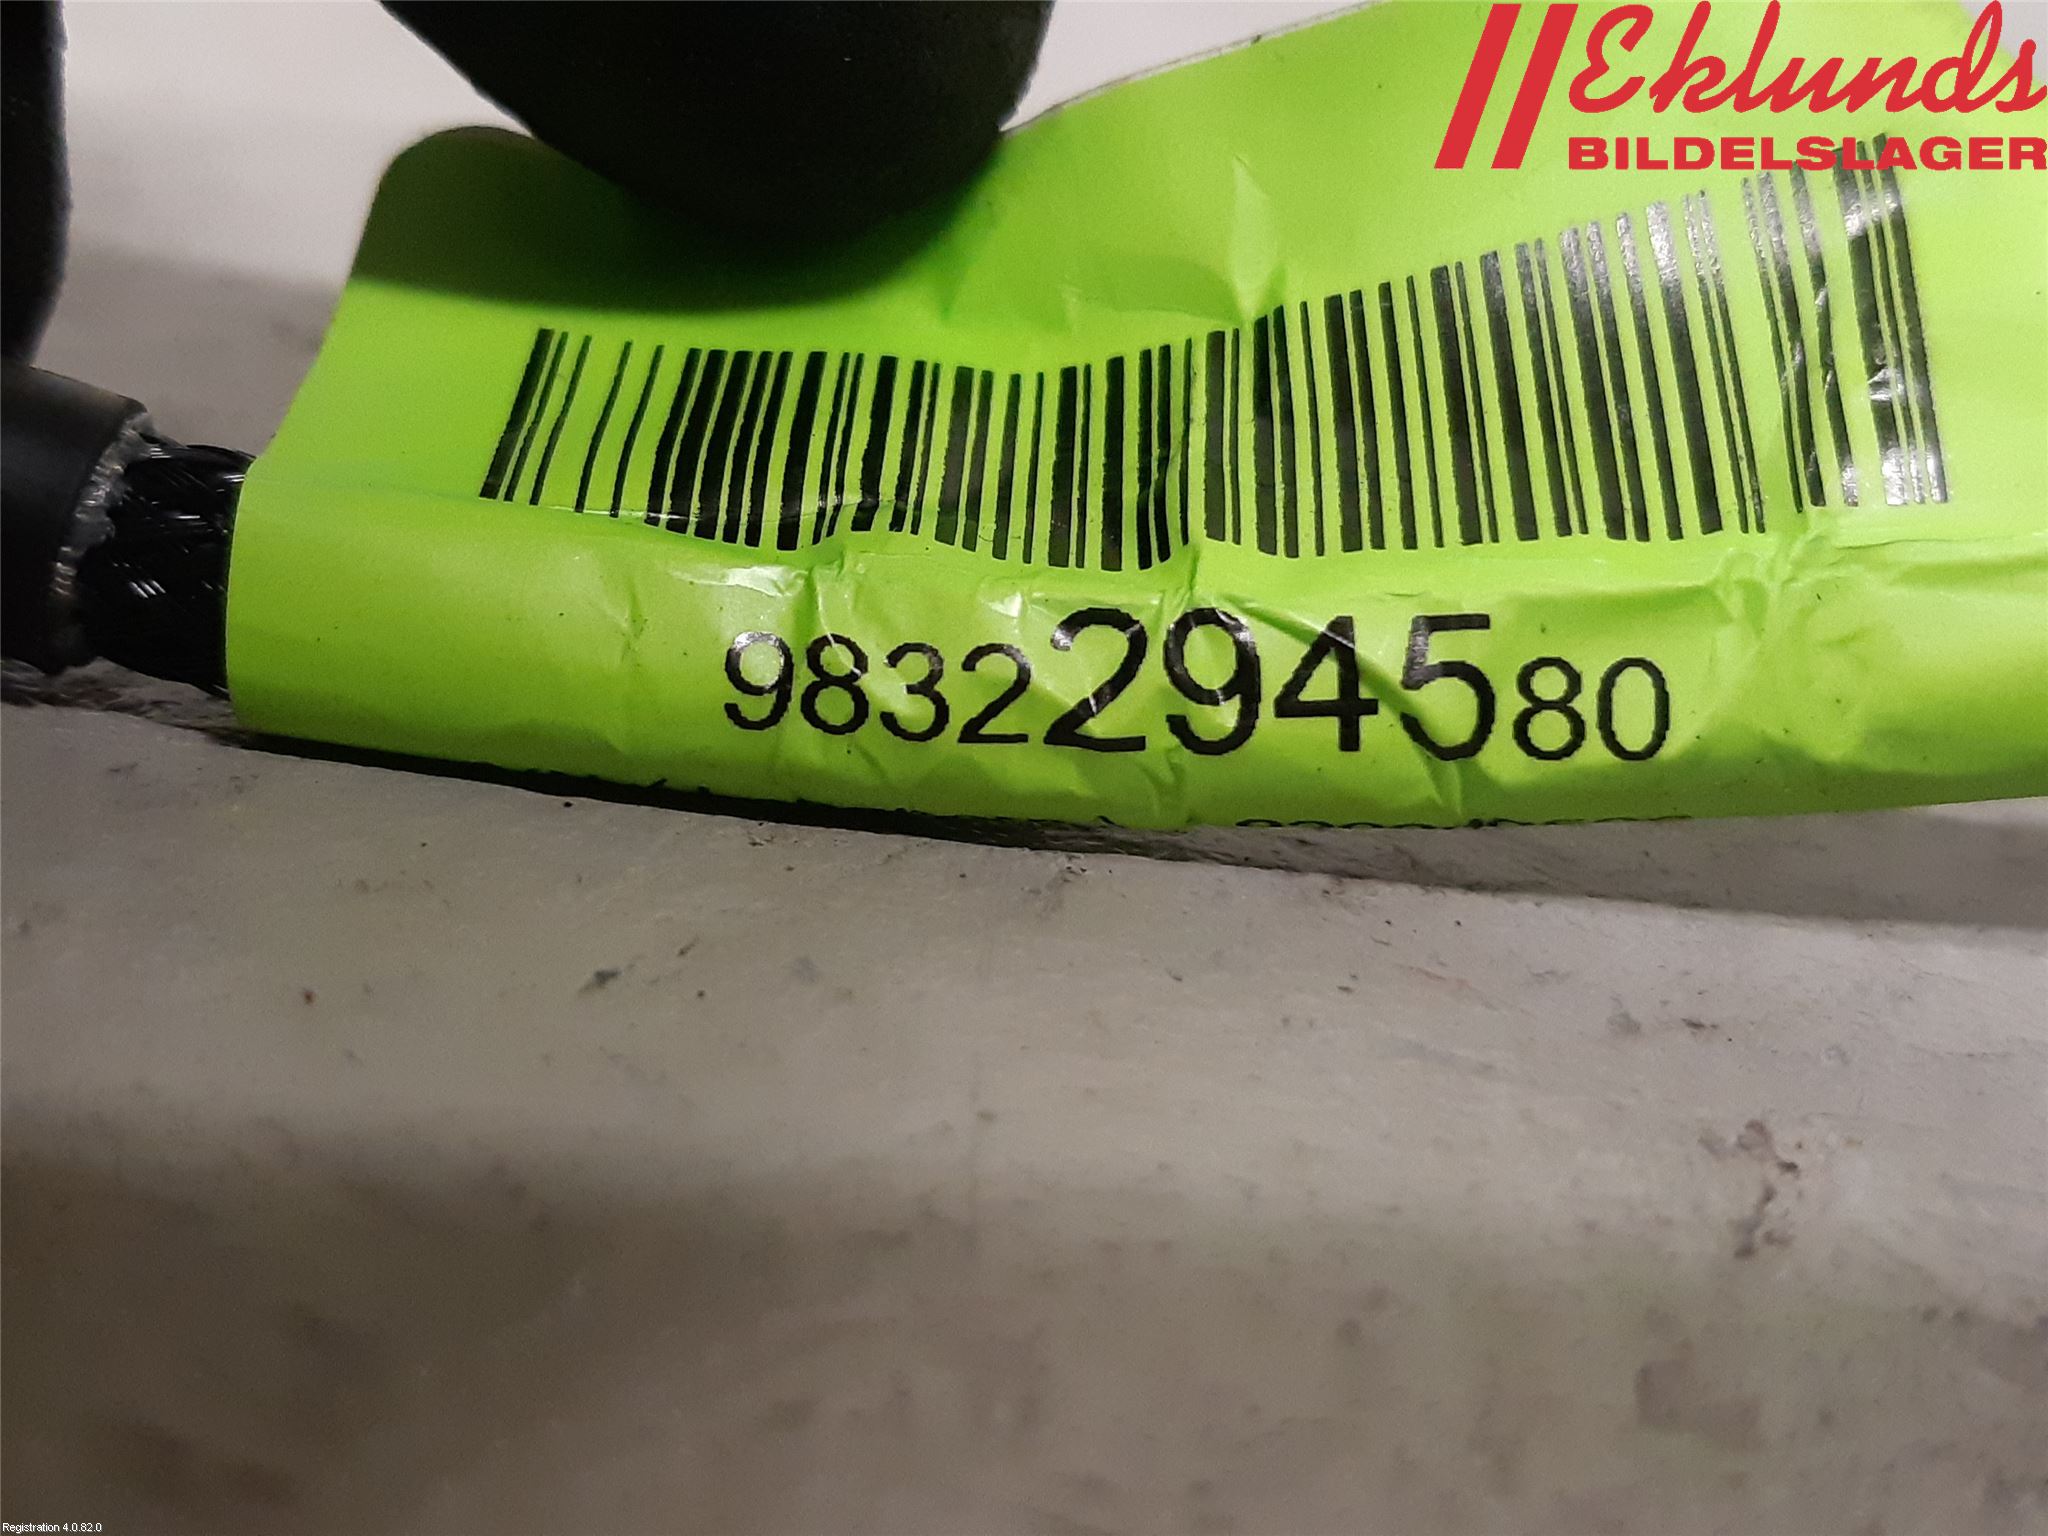 Eklunds
BILDELSLAGER
9832294580
Registration 4.0.82.0